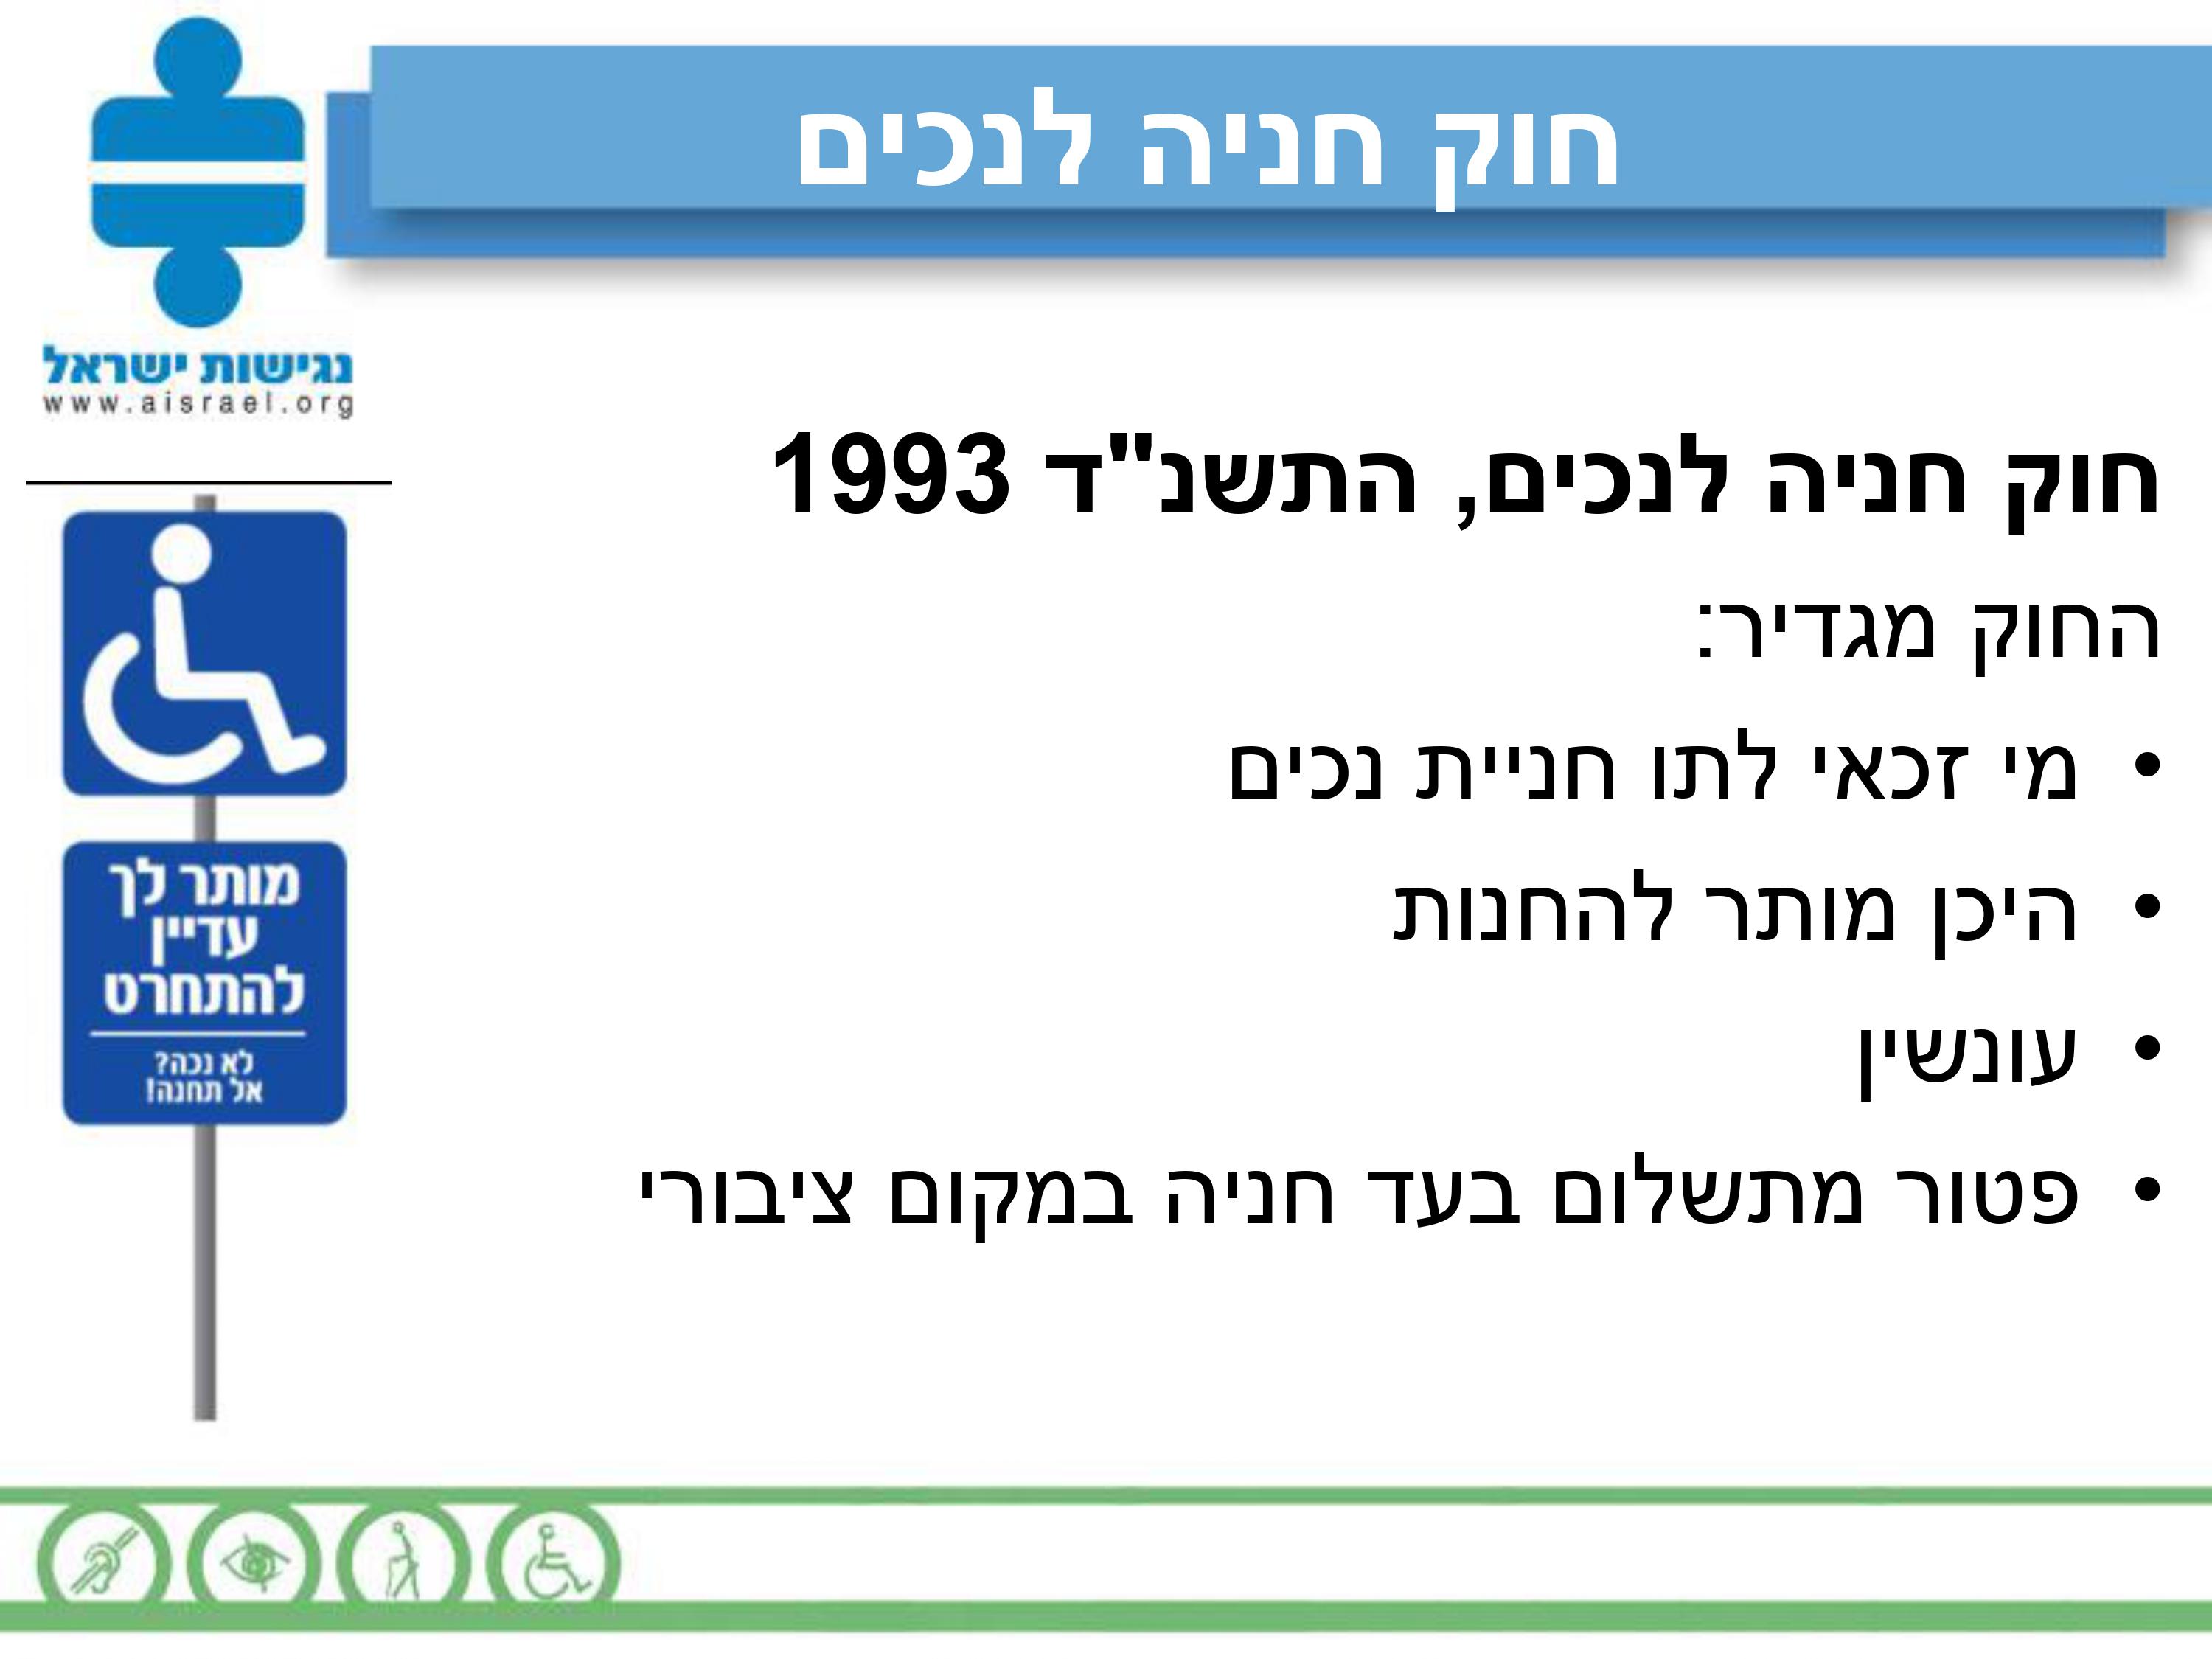 חוק חניה לנכים
נגישות ישראל
www.aisrael.org
חוק חניה לנכים, התשנ"ד 1993
החוק מגדיר:
• מי זכאי לתו חניית נכים
• היכן מותר להחנות
• עונשין
• פטור מתשלום בעד חניה במקום ציבורי
מותר לך
עדיין
להתחרט
לא נכה?
אל תחנה!